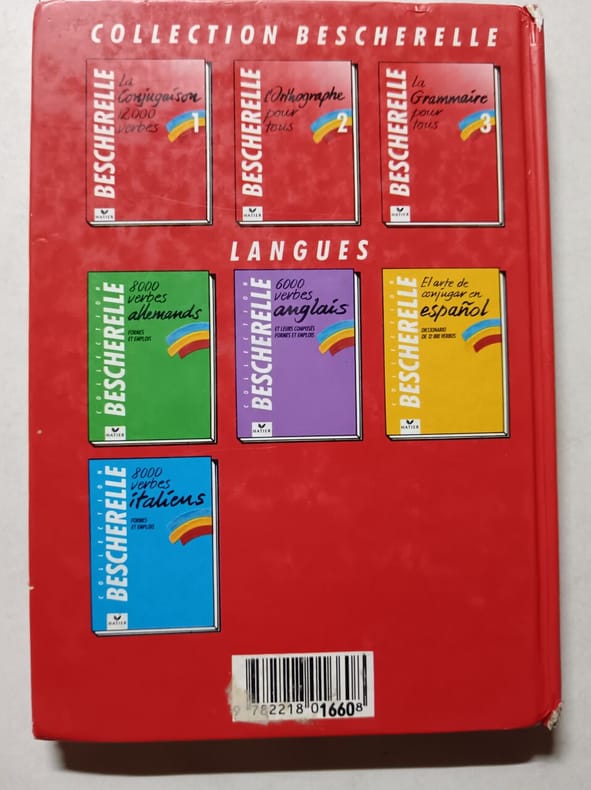 COLLECTION BESCHERELLE
BESCHERELLE
La
Conjugaison
12000
verbes
1
HATIER
BESCHERELLE
l'Orthographe
pour
tous
2
HATIER
BESCHERELLE
La
Grammaire
pour
tous
3
HATIER
LANGUES
COLLECTION
BESCHERELLE
8000
verbes
allemands
FORMES
ET EMPLOIS
HATIER
COLLECTION
BESCHERELLE
6000
verbes
anglais
ET LEURS COMPOSÉS
FORMES ET EMPLOIS
HATIER
COLLECTION
BESCHERELLE
El arte de
conjugar en
español
DICCIONARIO
DE 12 000 VERBOS
HATIER
COLLECTION
BESCHERELLE
8000
verbes
italiens
FORMES
ET EMPLOIS
HATIER
9 782218 016608